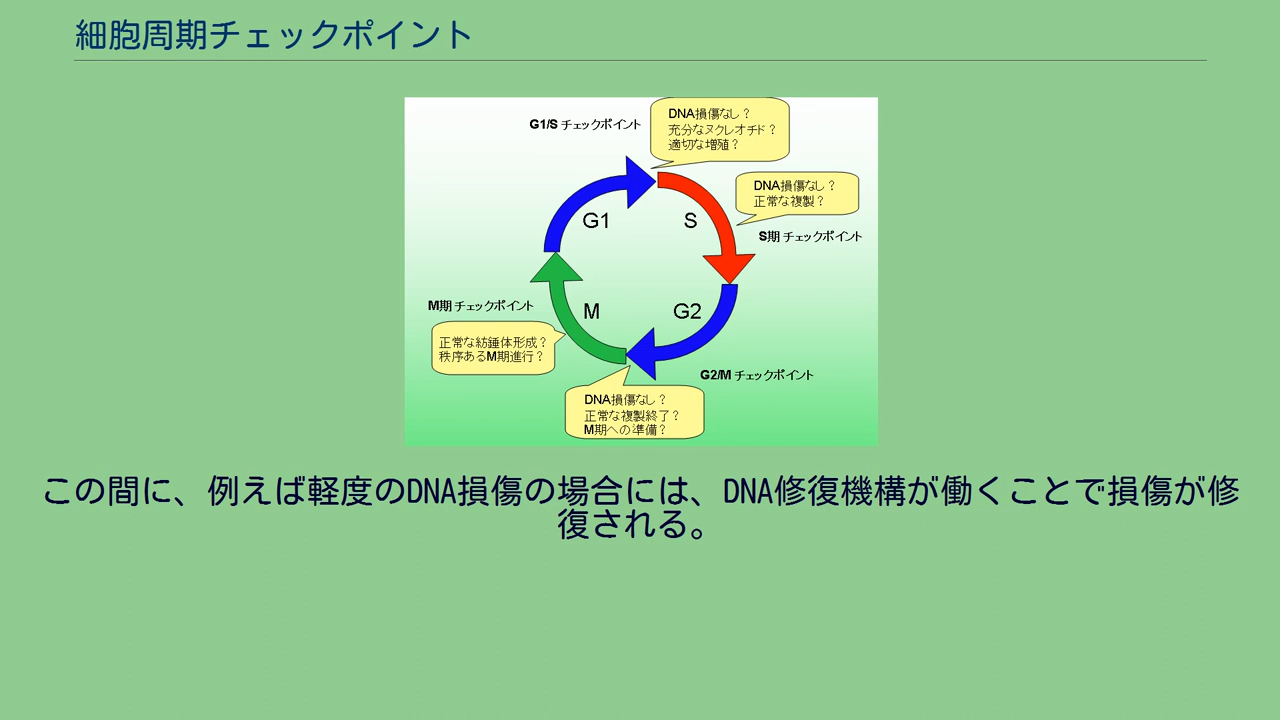 細胞周期チェックポイント
G1/S チェックポイント
DNA損傷なし？
充分なヌクレオチド？
適切な増殖？
DNA損傷なし？
正常な複製？
S期 チェックポイント
G1
S
M
G2
M期 チェックポイント
正常な紡錘体形成？
秩序あるM期進行？
G2/M チェックポイント
DNA損傷なし？
正常な複製終了？
M期への準備？
この間に、例えば軽度のDNA損傷の場合には、DNA修復機構が働くことで損傷が修
復される。